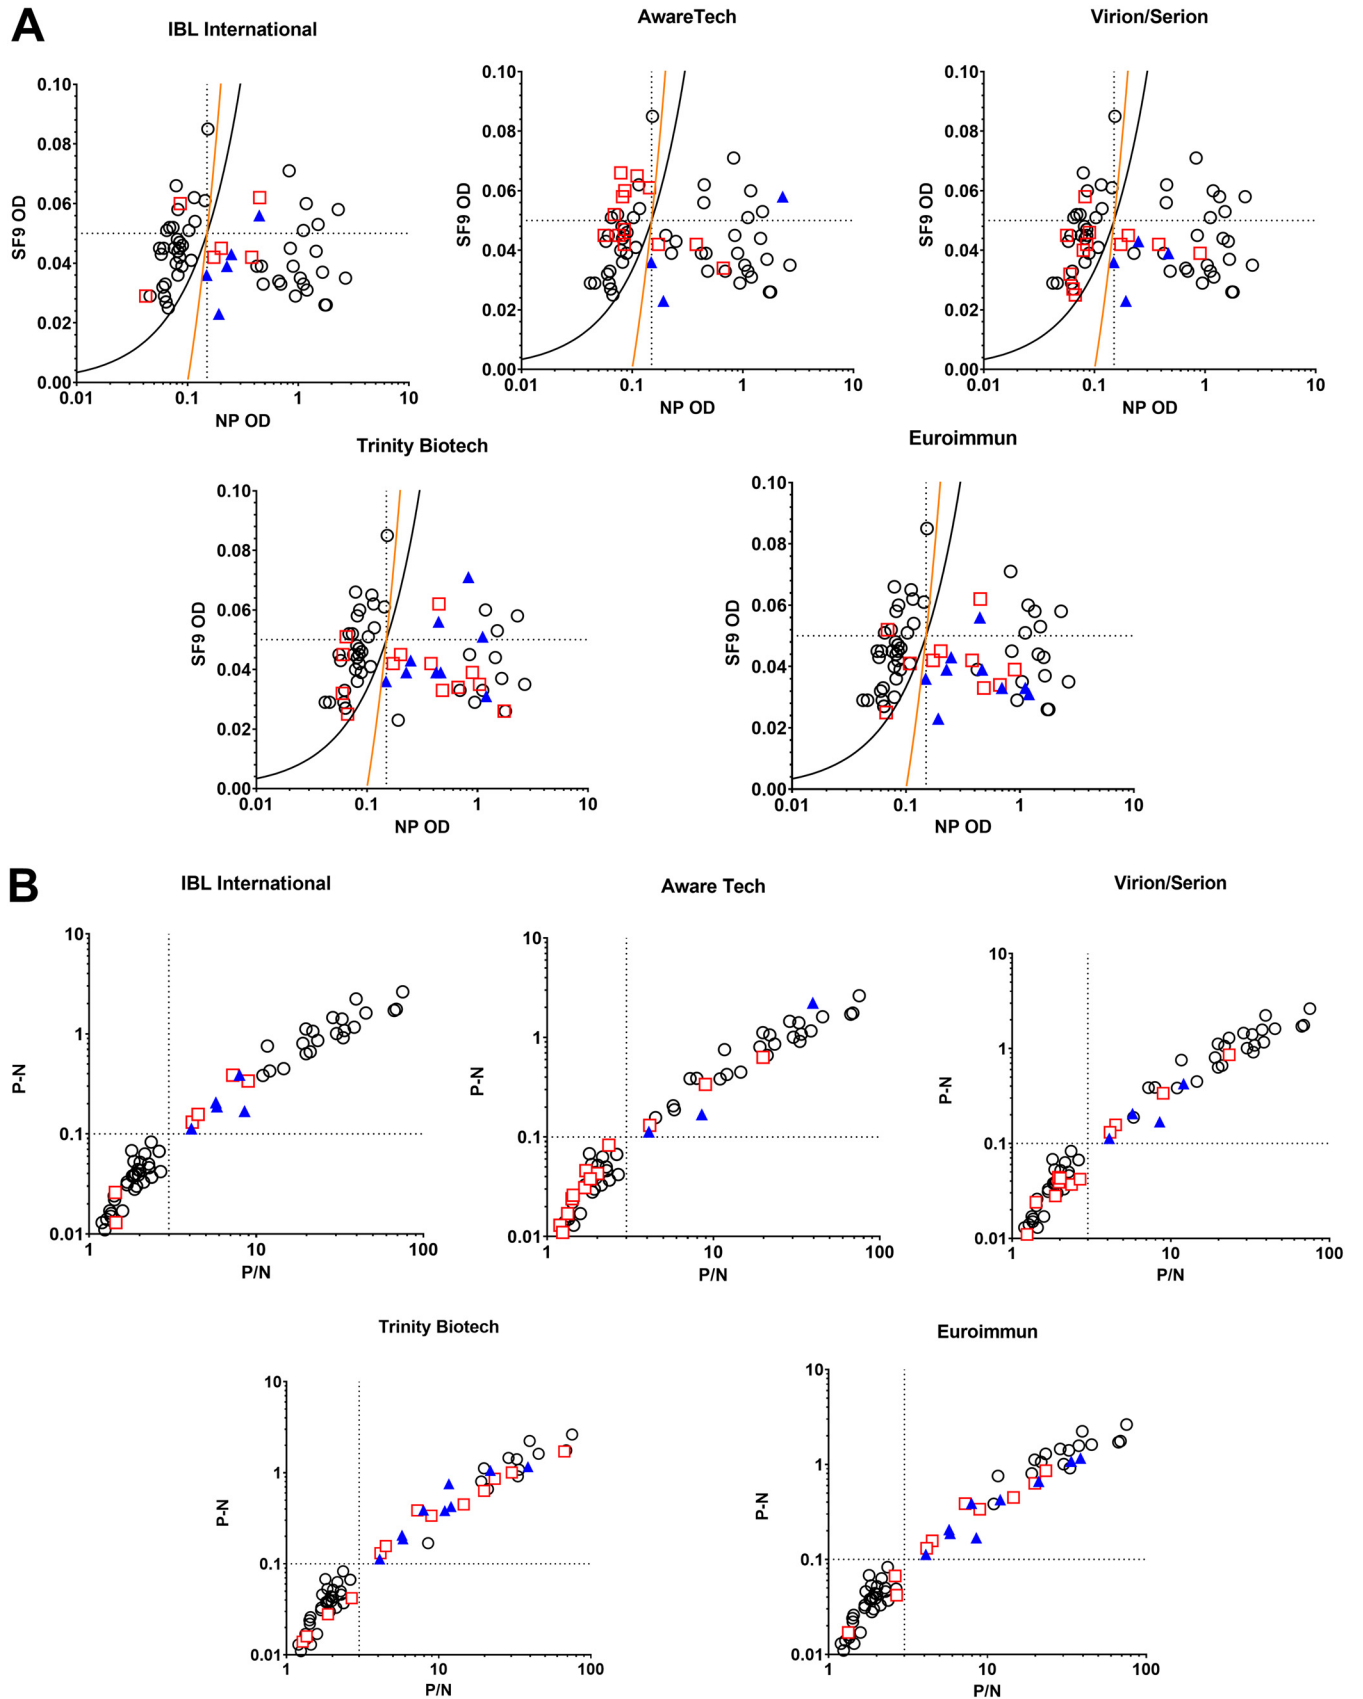 A
IBL International
AwareTech
Virion/Serion
0.10
0.08
0.06
0.04
0.02
0.00
SF9 OD
0.01
0.1
1
10
NP OD
0.10
0.08
0.06
0.04
0.02
0.00
SF9 OD
0.01
0.1
1
10
NP OD
0.10
0.08
0.06
0.04
0.02
0.00
SF9 OD
0.01
0.1
1
10
NP OD
Trinity Biotech
Euroimmun
0.10
0.08
0.06
0.04
0.02
0.00
SF9 OD
0.01
0.1
1
10
NP OD
0.10
0.08
0.06
0.04
0.02
0.00
SF9 OD
0.01
0.1
1
10
NP OD
B
IBL International
Aware Tech
Virion/Serion
10
1
0.1
0.01
P-N
1
10
100
P/N
10
1
0.1
0.01
P-N
1
10
100
P/N
10
1
0.1
0.01
P-N
1
10
100
P/N
Trinity Biotech
Euroimmun
10
1
0.1
0.01
P-N
1
10
100
P/N
10
1
0.1
0.01
P-N
1
10
100
P/N